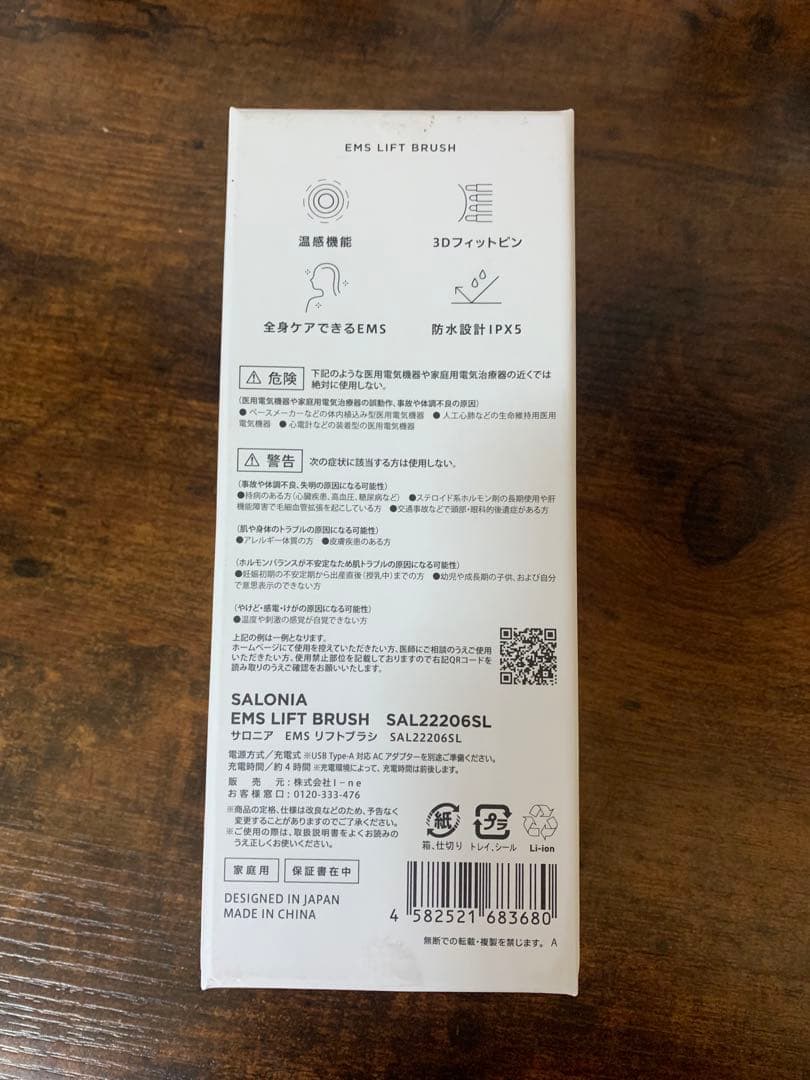 EMS LIFT BRUSH
温感機能
3Dフィットピン
全身ケアできるEMS
防水設計IPX5
危険 下記のような医用電気機器や家庭用電気治療器の近くでは
絶対に使用しない。
(医用電気機器や家庭用電気治療器の誤動作、事故や体調不良の原因)
●ペースメーカーなどの体内植込み型医用電気機器 ●人工心肺などの生命維持用医用
電気機器 ●心電計などの装着型の医用電気機器
警告 次の症状に該当する方は使用しない。
(事故や体調不良、失明の原因になる可能性)
●持病のある方(心臓疾患、高血圧、糖尿病など) ●ステロイド系ホルモン剤の長期使用や肝
機能障害で毛細血管拡張を起こしている方 ●交通事故などで頭部・眼科的後遺症がある方
(肌や身体のトラブルの原因になる可能性)
●アレルギー体質の方 ●皮膚疾患のある方
(ホルモンバランスが不安定なため肌トラブルの原因になる可能性)
●妊娠初期の不安定期から出産直後(授乳中)までの方 ●幼児や成長期の子供、および自分
で意思表示のできない方
(やけど・感電・けがの原因になる可能性)
●温度や刺激の感覚が自覚できない方
上記の例は一例となります。
ホームページにて使用を控えていただきたい方、医師にご相談のうえご使用
いただきたい方、使用禁止部位を記載しておりますので右記QRコードを
読み取りのうえご確認をお願いいたします。
SALONIA
EMS LIFT BRUSH SAL22206SL
サロニア EMS リフトブラシ SAL22206SL
電源方式/充電式 ※USB Type-A 対応 AC アダプターを別途ご準備ください。
充電時間/約4時間 ※充電環境によって、充電時間は前後します。
販売元:株式会社I-ne
お客様窓口:0120-333-476
※商品の定格、仕様は改良などのため、予告なく
変更することがありますのでご了承ください。
※ご使用の際は、取扱説明書をよくお読みの
うえ正しくお使いください。
紙
箱、仕切り
プラ
トレイ、シール
Li-ion
家庭用 保証書在中
DESIGNED IN JAPAN
MADE IN CHINA
4 582521 683680
無断での転載・複製を禁じます。 A